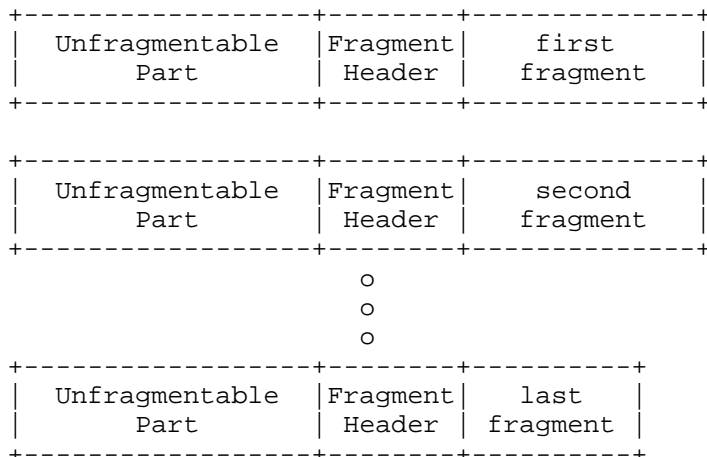 +------------------+--------+--------------+
|  Unfragmentable  |Fragment|    first     |
|       Part       | Header |   fragment   |
+------------------+--------+--------------+
+------------------+--------+--------------+
|  Unfragmentable  |Fragment|    second    |
|       Part       | Header |   fragment   |
+------------------+--------+--------------+
o
o
o
+------------------+--------+----------+
|  Unfragmentable  |Fragment|   last   |
|       Part       | Header | fragment |
+------------------+--------+----------+